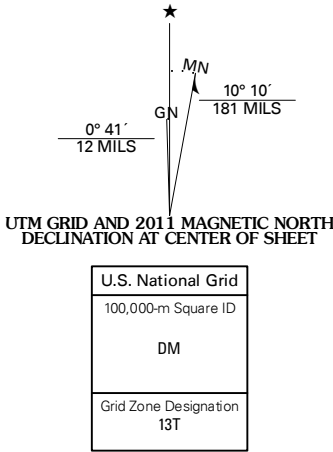 ★
MN
10° 10´
181 MILS
GN
0° 41´
12 MILS
UTM GRID AND 2011 MAGNETIC NORTH
DECLINATION AT CENTER OF SHEET
U.S. National Grid
100,000-m Square ID
DM
Grid Zone Designation
13T